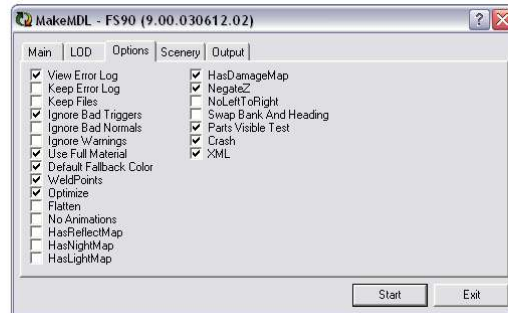 MakeMDL - FS90 (9.00.030612.02)
Main LOD Options Scenery Output
View Error Log
Keep Error Log
Keep Files
Ignore Bad Triggers
Ignore Bad Normals
Ignore Warnings
Use Full Material
Default Fallback Color
WeldPoints
Optimize
Flatten
No Animations
HasReflectMap
HasNightMap
HasLightMap
HasDamageMap
NegateZ
NoLeftToRight
Swap Bank And Heading
Parts Visible Test
Crash
XML
Start Exit